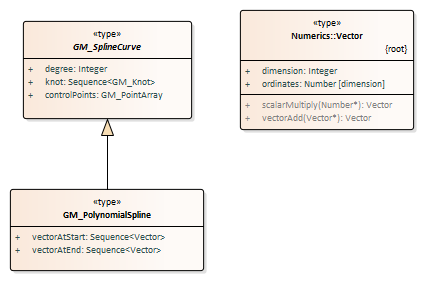 «type»
GM_SplineCurve
+ degree: Integer
+ knot: Sequence<GM_Knot>
+ controlPoints: GM_PointArray
«type»
Numerics::Vector
{root}
+ dimension: Integer
+ ordinates: Number [dimension]
+ scalarMultiply(Number*): Vector
+ vectorAdd(Vector*): Vector
«type»
GM_PolynomialSpline
+ vectorAtStart: Sequence<Vector>
+ vectorAtEnd: Sequence<Vector>